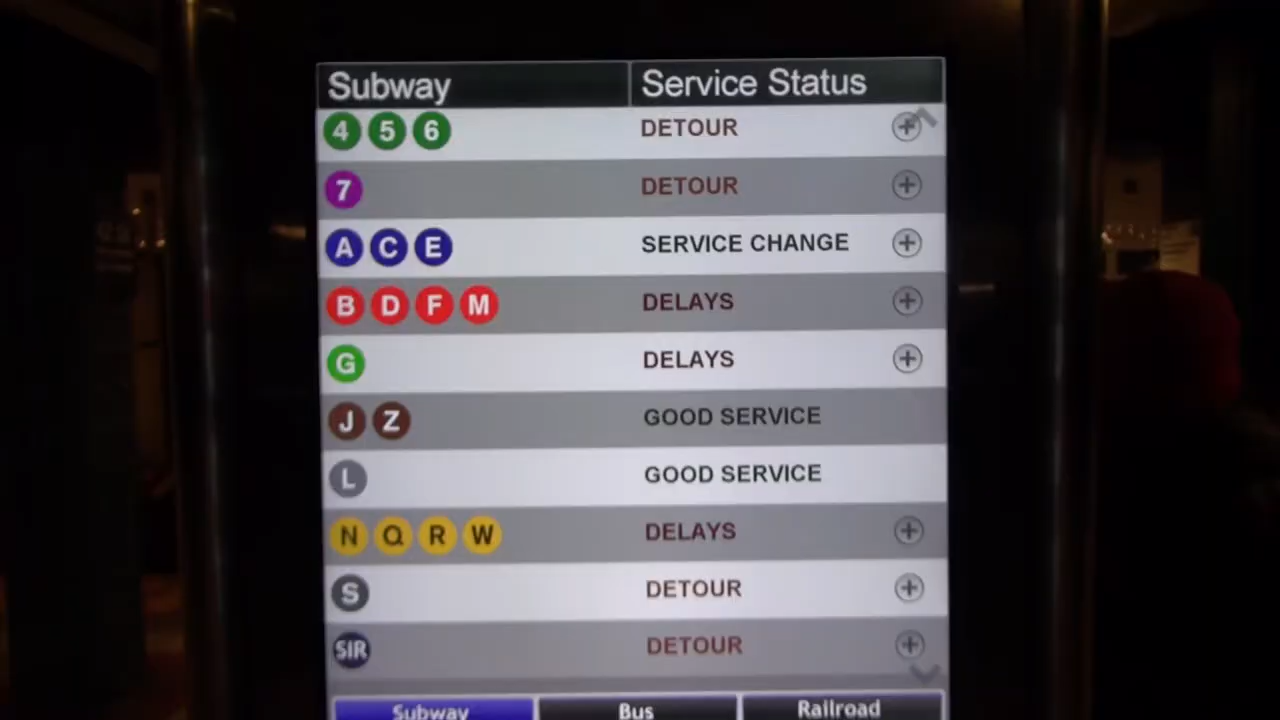 Subway Service Status
4 5 6 DETOUR
7 DETOUR
A C E SERVICE CHANGE
B D F M DELAYS
G DELAYS
J Z GOOD SERVICE
L GOOD SERVICE
N Q R W DELAYS
S DETOUR
SIR DETOUR
Subway Bus Railroad